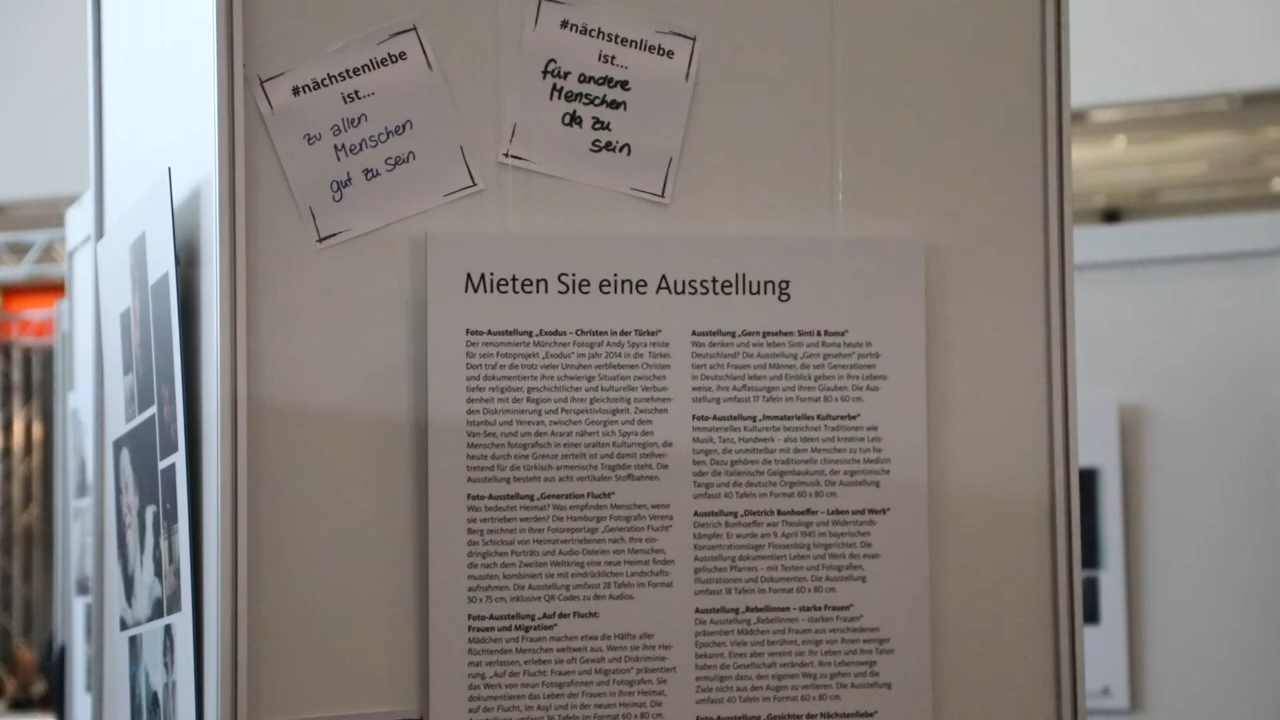 #nächstenliebe
ist...
zu allen
Menschen
gut zu sein
#nächstenliebe
ist...
für andere
Menschen
da zu
sein
Mieten Sie eine Ausstellung
Foto-Ausstellung „Exodus – Christen in der Türkei“
Der renommierte Münchner Fotograf Andy Spyra reiste
für sein Fotoprojekt „Exodus“ im Jahr 2014 in die Türkei.
Dort traf er die trotz vieler Unruhen verbliebenen Christen
und dokumentierte ihre schwierige Situation zwischen
tiefer religiöser, geschichtlicher und kultureller Verbun-
denheit mit der Region und ihrer gleichzeitig zunehmen-
den Diskriminierung und Perspektivlosigkeit. Zwischen
Istanbul und Yerevan, zwischen Georgien und dem
Van-See, rund um den Ararat nähert sich Spyra den
Menschen fotografisch in einer uralten Kulturregion, die
heute durch eine Grenze zerteilt ist und damit stellver-
tretend für die türkisch-armenische Tragödie steht. Die
Ausstellung besteht aus acht vertikalen Stoffbahnen.
Foto-Ausstellung „Generation Flucht“
Was bedeutet Heimat? Was empfinden Menschen, wenn
sie vertrieben werden? Die Hamburger Fotografin Verena
Berg zeichnet in ihrer Fotoreportage „Generation Flucht“
das Schicksal von Heimatvertriebenen nach. Ihre ein-
dringlichen Porträts und Audio-Dateien von Menschen,
die nach dem Zweiten Weltkrieg eine neue Heimat finden
mussten, kombiniert sie mit eindrücklichen Landschafts-
aufnahmen. Die Ausstellung umfasst 28 Tafeln im Format
50 x 75 cm, inklusive QR-Codes zu den Audios.
Foto-Ausstellung „Auf der Flucht:
Frauen und Migration“
Mädchen und Frauen machen etwa die Hälfte aller
flüchtenden Menschen weltweit aus. Wenn sie ihre Hei-
mat verlassen, erleben sie oft Gewalt und Diskriminie-
rung. „Auf der Flucht: Frauen und Migration“ präsentiert
das Werk von neun Fotografinnen und Fotografen. Sie
dokumentieren das Leben der Frauen in ihrer Heimat,
auf der Flucht, im Asyl und in der neuen Heimat. Die
Ausstellung umfasst 36 Tafeln im Format 60 x 80 cm.
Ausstellung „Gern gesehen: Sinti & Roma“
Was denken und wie leben Sinti und Roma heute in
Deutschland? Die Ausstellung „Gern gesehen“ porträ-
tiert acht Frauen und Männer, die seit Generationen
in Deutschland leben und Einblick geben in ihre Lebens-
weise, ihre Auffassungen und ihren Glauben. Die Aus-
stellung umfasst 17 Tafeln im Format 80 x 60 cm.
Foto-Ausstellung „Immaterielles Kulturerbe“
Immaterielles Kulturerbe bezeichnet Traditionen wie
Musik, Tanz, Handwerk – also Ideen und kreative Leis-
tungen, die unmittelbar mit dem Menschen zu tun ha-
ben. Dazu gehören die traditionelle chinesische Medizin
oder die italienische Geigenbaukunst, der argentinische
Tango und die deutsche Orgelmusik. Die Ausstellung
umfasst 40 Tafeln im Format 60 x 80 cm.
Ausstellung „Dietrich Bonhoeffer – Leben und Werk“
Dietrich Bonhoeffer war Theologe und Widerstands-
kämpfer. Er wurde am 9. April 1945 im bayerischen
Konzentrationslager Flossenbürg hingerichtet. Die
Ausstellung dokumentiert Leben und Werk des evan-
gelischen Pfarrers – mit Texten und Fotografien,
Illustrationen und Dokumenten. Die Ausstellung
umfasst 18 Tafeln im Format 60 x 80 cm.
Ausstellung „Rebellinnen – starke Frauen“
Die Ausstellung „Rebellinnen – starken Frauen“
präsentiert Mädchen und Frauen aus verschiedenen
Epochen. Viele sind berühmt, einige von ihnen weniger
bekannt. Eines aber vereint sie: Ihr Leben und ihre Taten
haben die Gesellschaft verändert. Ihre Lebenswege
ermutigen dazu, den eigenen Weg zu gehen und die
Ziele nicht aus den Augen zu verlieren. Die Ausstellung
umfasst 40 Tafeln im Format 60 x 80 cm.
Foto-Ausstellung „Gesichter der Nächstenliebe“